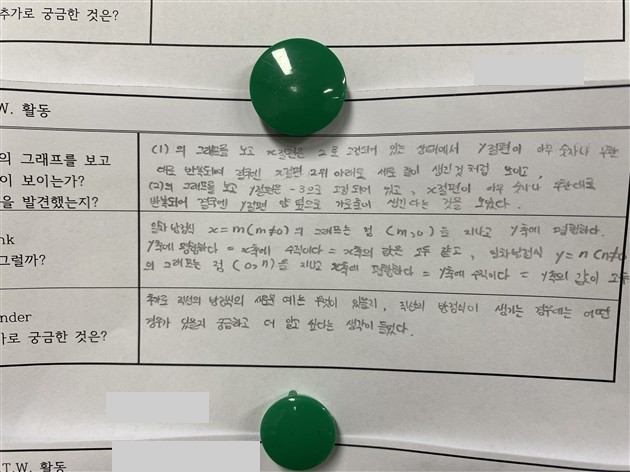 추가로 궁금한 것은?
W. 활동
의 그래프를 보고
이 보이는가?
을 발견했는지?
(1)의 그래프를 보고 x절편은 2로 고정되어 있는 상태에서 y절편이 아무 숫자나 무한
대로 반복되며 결국엔 x절편 2위 아래로 세로 줄이 생긴 것처럼 보이고,
(2)의 그래프를 보고 y절편은 -3으로 고정되어 있고, x절편이 아무 숫자나 무한대로
반복되어 결국엔 y절편 양 옆으로 가로줄이 생긴다는 것을 보았다.
nk
그럴까?
일차방정식 x=m(m≠0)의 그래프는 점 (m,0)을 지나고 y축에 평행하다.
y축에 평행하다 = x축에 수직이다 = x축의 값은 모두 같고, 일차방정식 y=n(n≠0
의 그래프는 점 (0,n)을 지나고 x축에 평행하다 = y축에 수직이다 = y축의 값이 모두
nder
가로 궁금한 것은?
추가로 직선의 방정식의 새로운 예는 무엇이 있을지, 직선의 방정식이 생기는 경우에는 어떤
경우가 있을지 궁금하고 더 알고 싶다는 생각이 들었다.
T.W. 활동